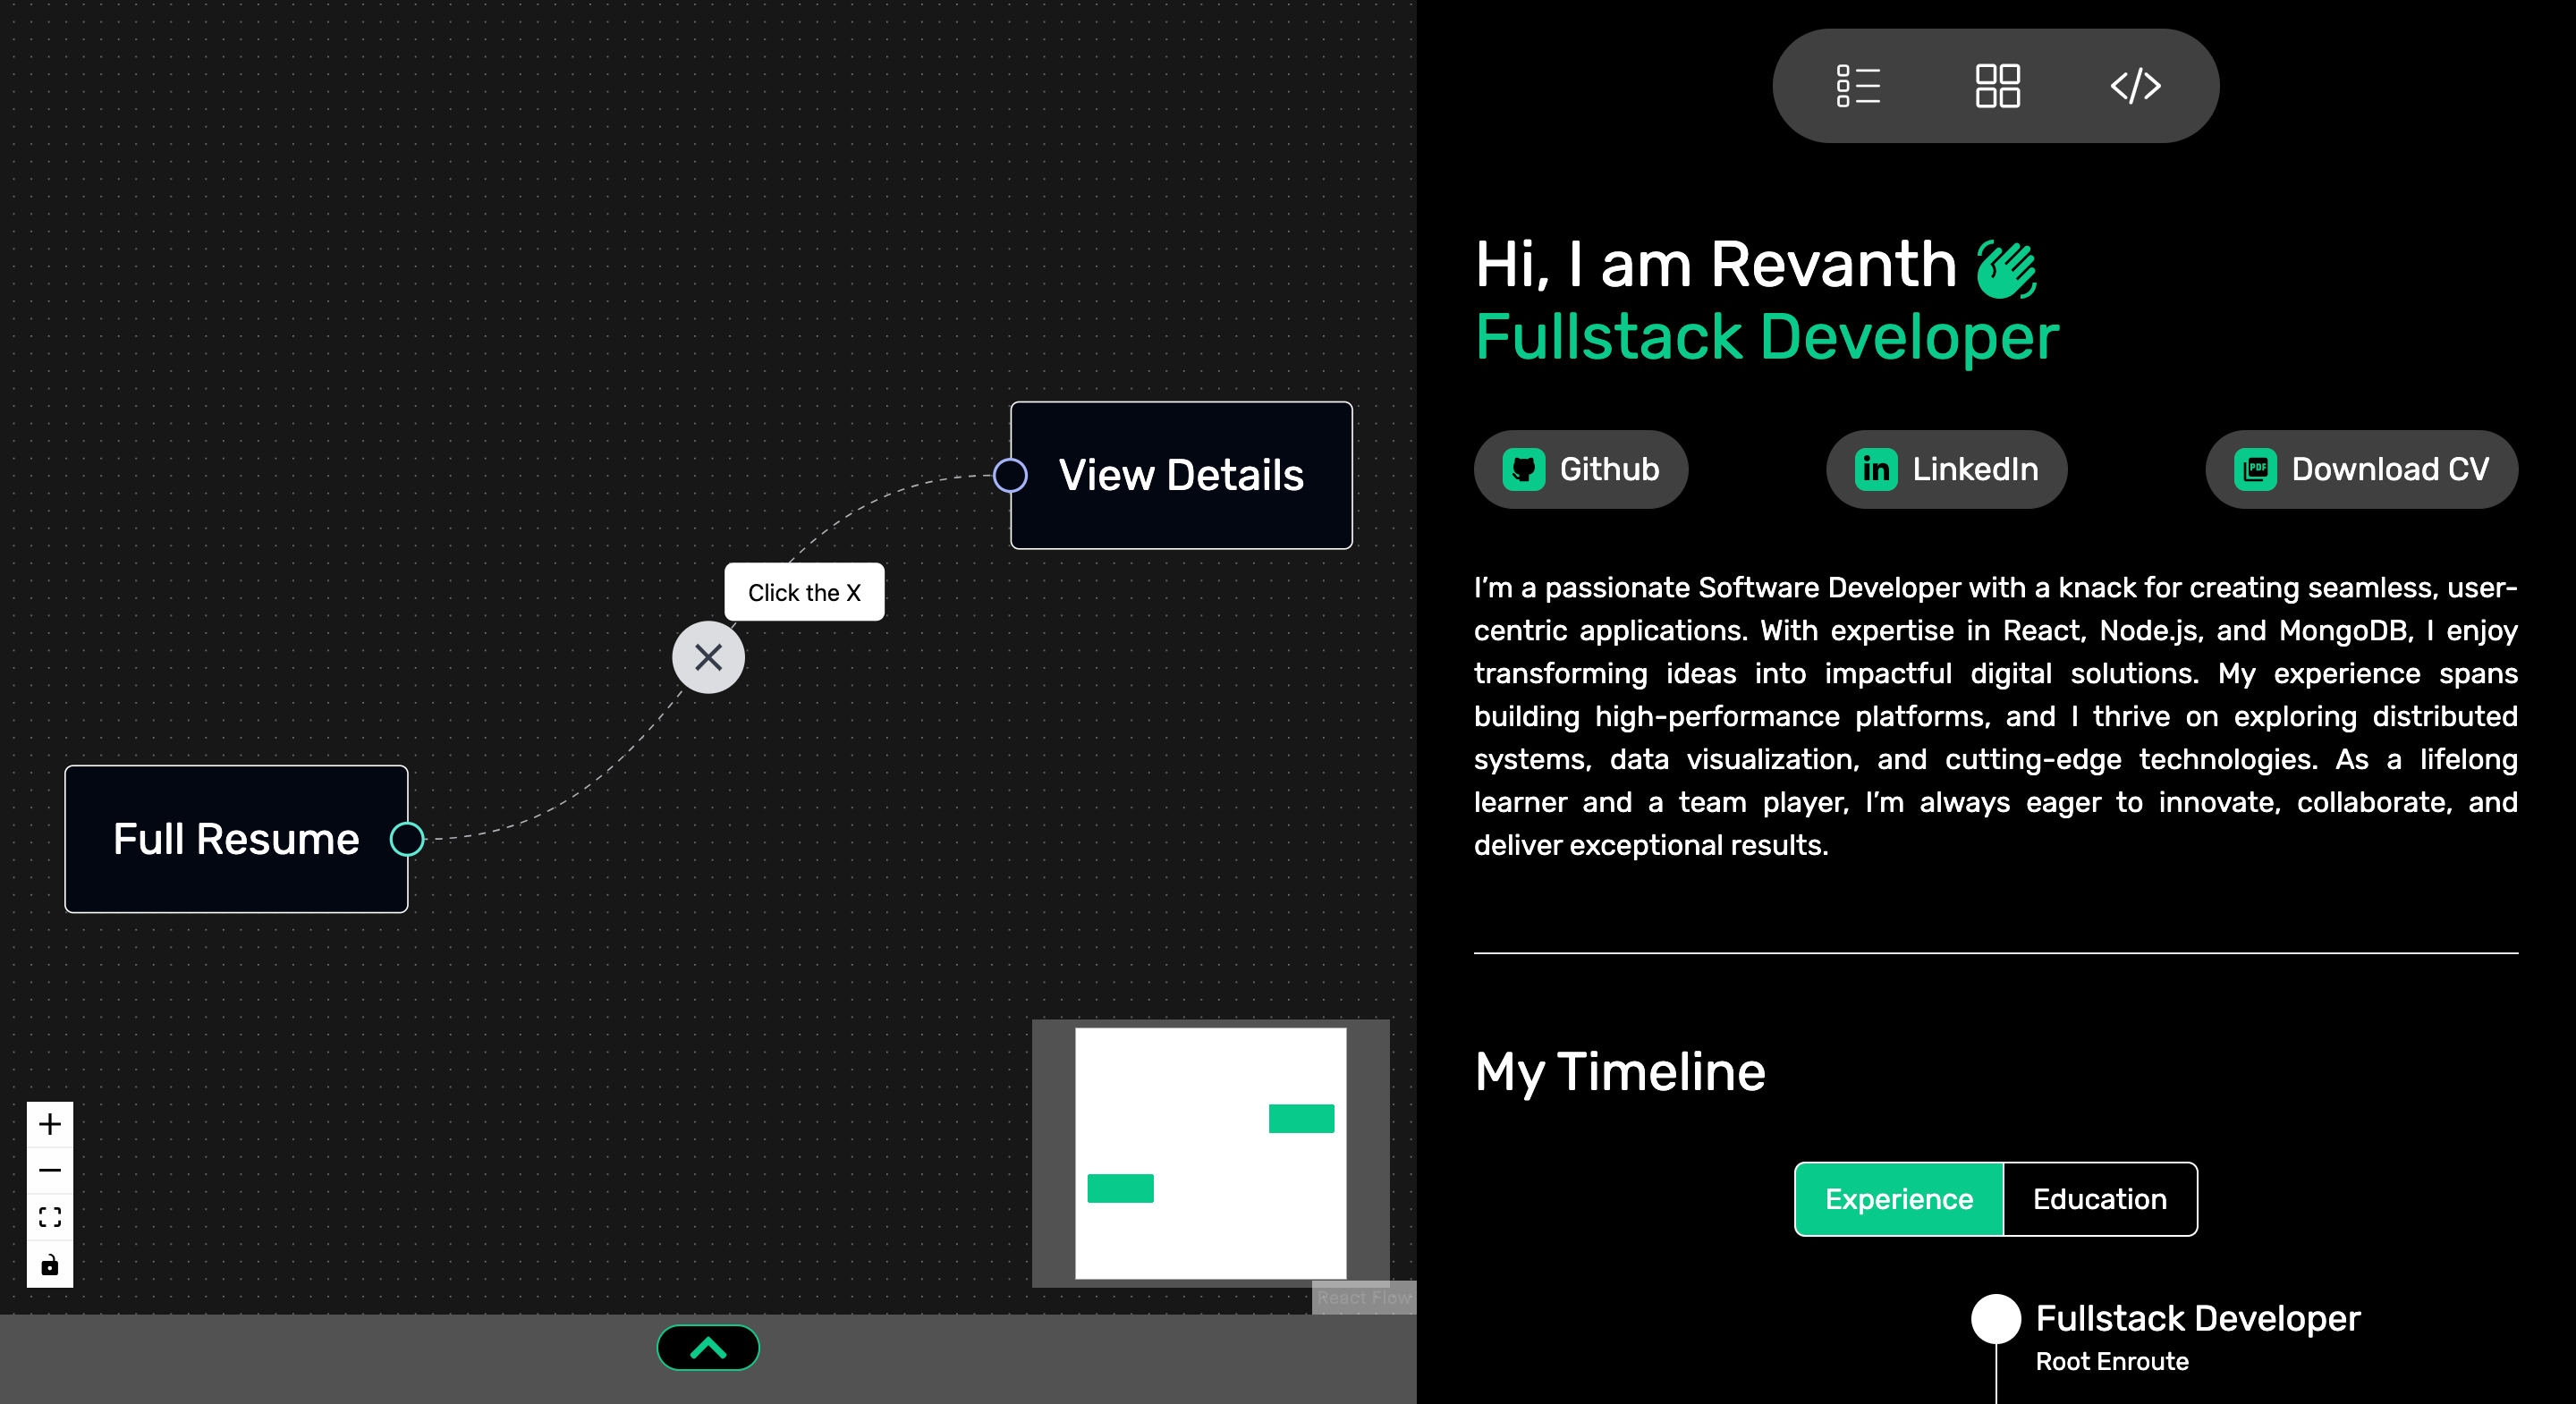 View Details
Click the X
Full Resume
React Flow
Hi, I am Revanth
Fullstack Developer
Github
LinkedIn
PDF
Download CV
I'm a passionate Software Developer with a knack for creating seamless, user-
centric applications. With expertise in React, Node.js, and MongoDB, I enjoy
transforming ideas into impactful digital solutions. My experience spans
building high-performance platforms, and I thrive on exploring distributed
systems, data visualization, and cutting-edge technologies. As a lifelong
learner and a team player, I'm always eager to innovate, collaborate, and
deliver exceptional results.
My Timeline
Experience
Education
Fullstack Developer
Root Enroute